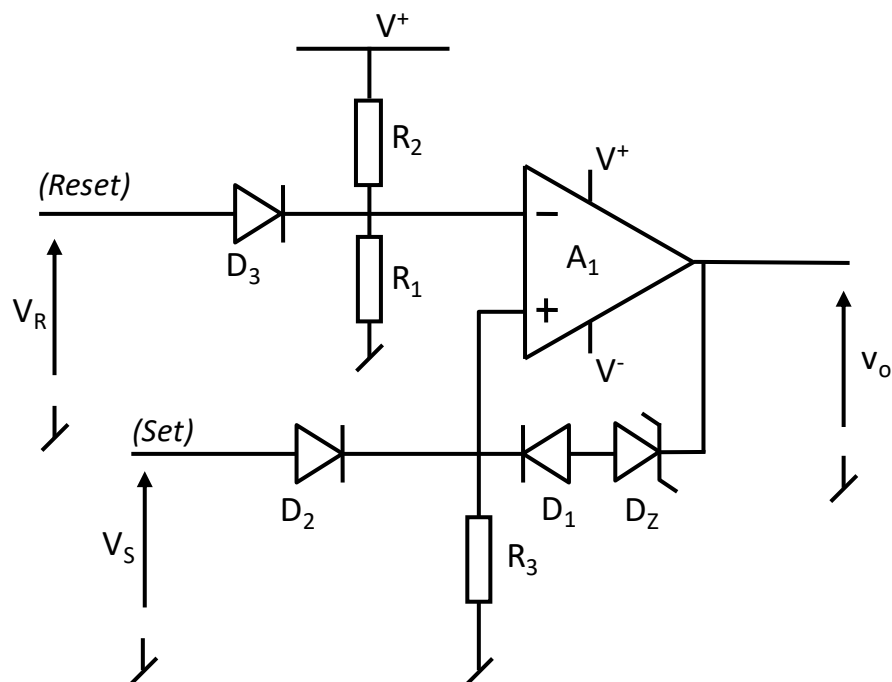 V⁺
R₂
(Reset)
V⁺
D₃
R₁
A₁
V_R
V⁻
v_o
(Set)
D₂
D₁
D_Z
V_S
R₃